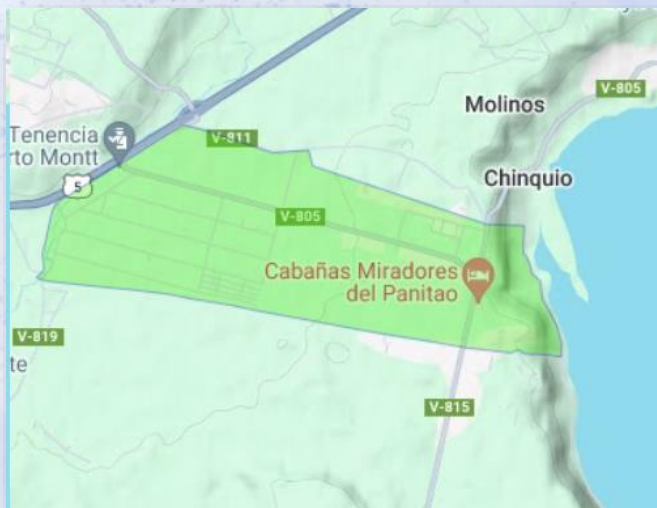 V-805
Molinos
Tenencia
rto Montt
V-811
Chinquio
5
V-805
Cabañas Miradores
del Panitao
V-819
te
V-815